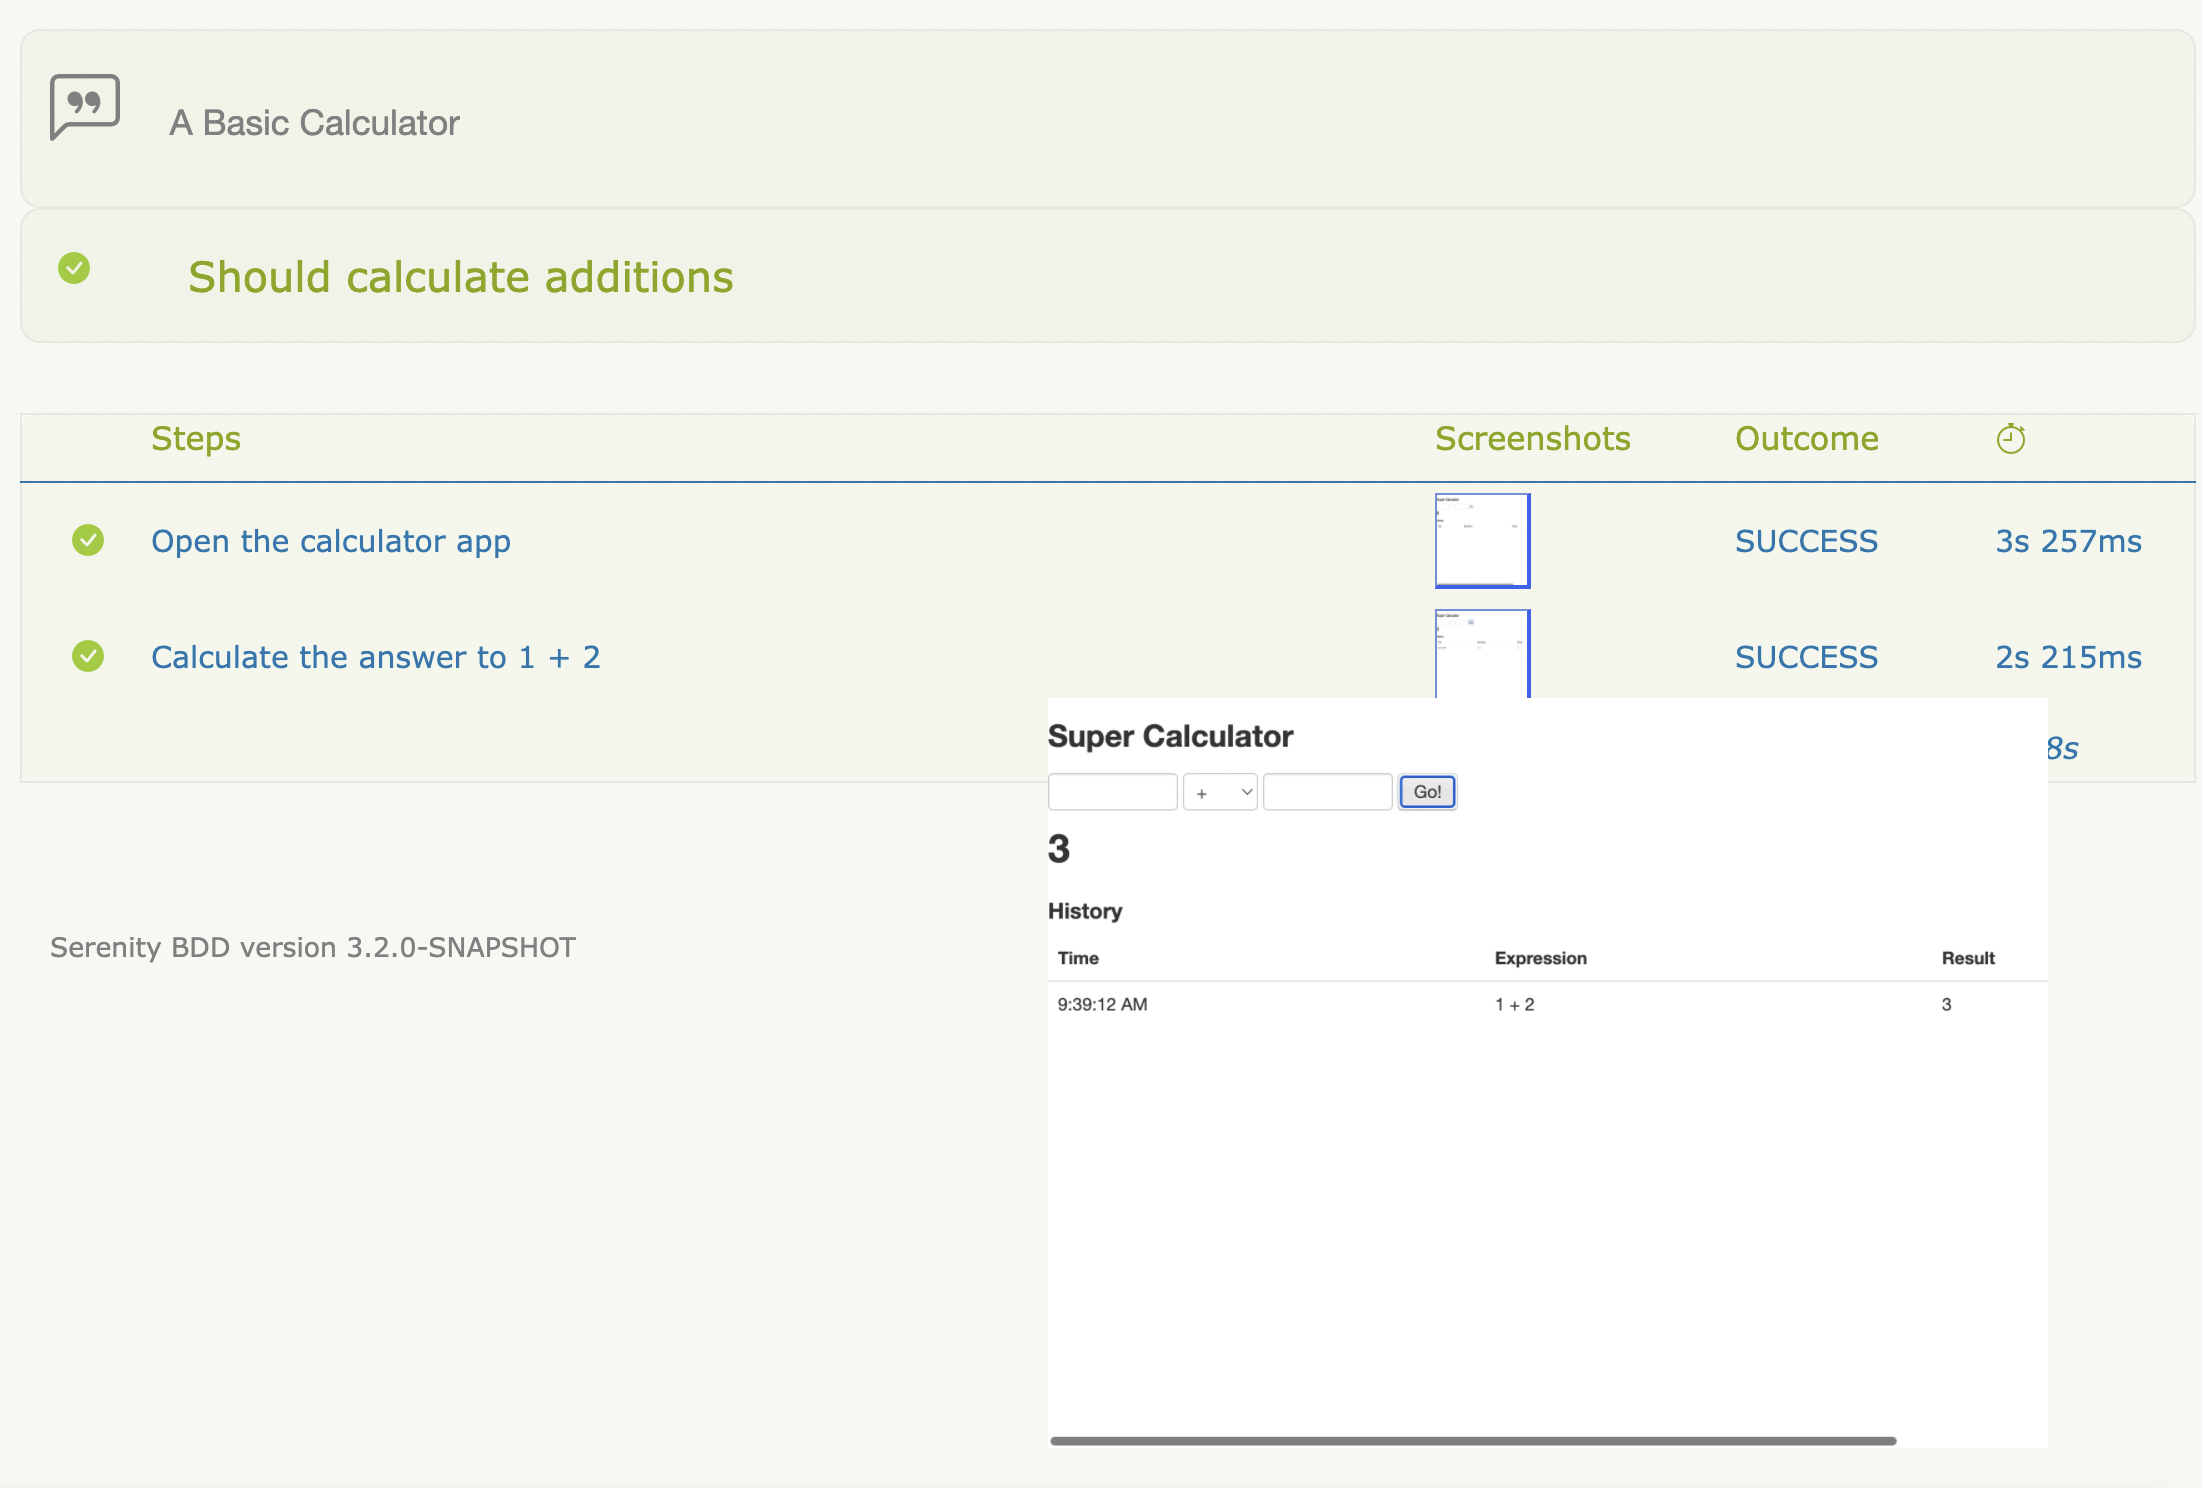 A Basic Calculator
Should calculate additions
Steps Screenshots Outcome
Open the calculator app SUCCESS 3s 257ms
Calculate the answer to 1 + 2 SUCCESS 2s 215ms
8s
Super Calculator
+ Go!
3
History
Time Expression Result
9:39:12 AM 1 + 2 3
Serenity BDD version 3.2.0-SNAPSHOT